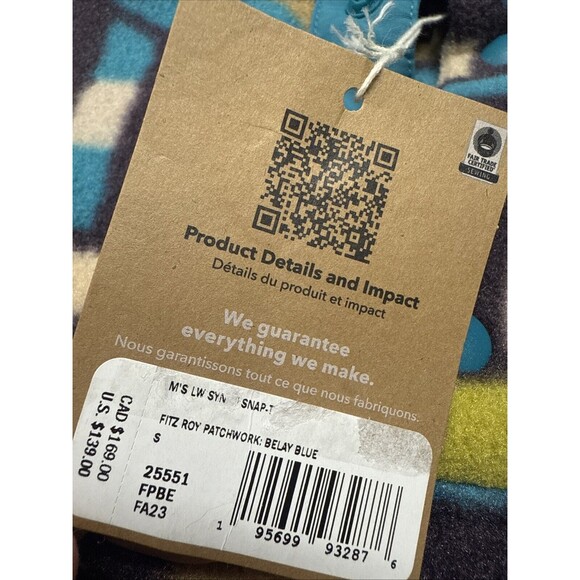 FAIR TRADE
CERTIFIED
SEWING
Product Details and Impact
Détails du produit et impact
We guarantee
everything we make.
Nous garantissons tout ce que nous fabriquons.
M'S LW SYN SNAP-T
FITZ ROY PATCHWORK: BELAY BLUE
S
25551
FPBE
FA23
CAD $169.00
U.S. $139.00
1 95699 93287 6